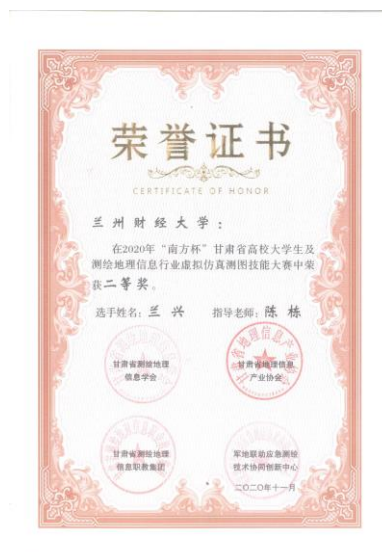 荣誉证书
CERTIFICATE OF HONOR
兰州财经大学：
在2020年“南方杯”甘肃省高校大学生及
测绘地理信息行业虚拟仿真测图技能大赛中荣
获二等奖。
选手姓名：兰 兴 指导老师：陈 栋
甘肃省测绘地理
信息学会
甘肃省地理信息
产业协会
甘肃省测绘地理
信息职教集团
军地联动应急测绘
技术协同创新中心
二〇二〇年十一月